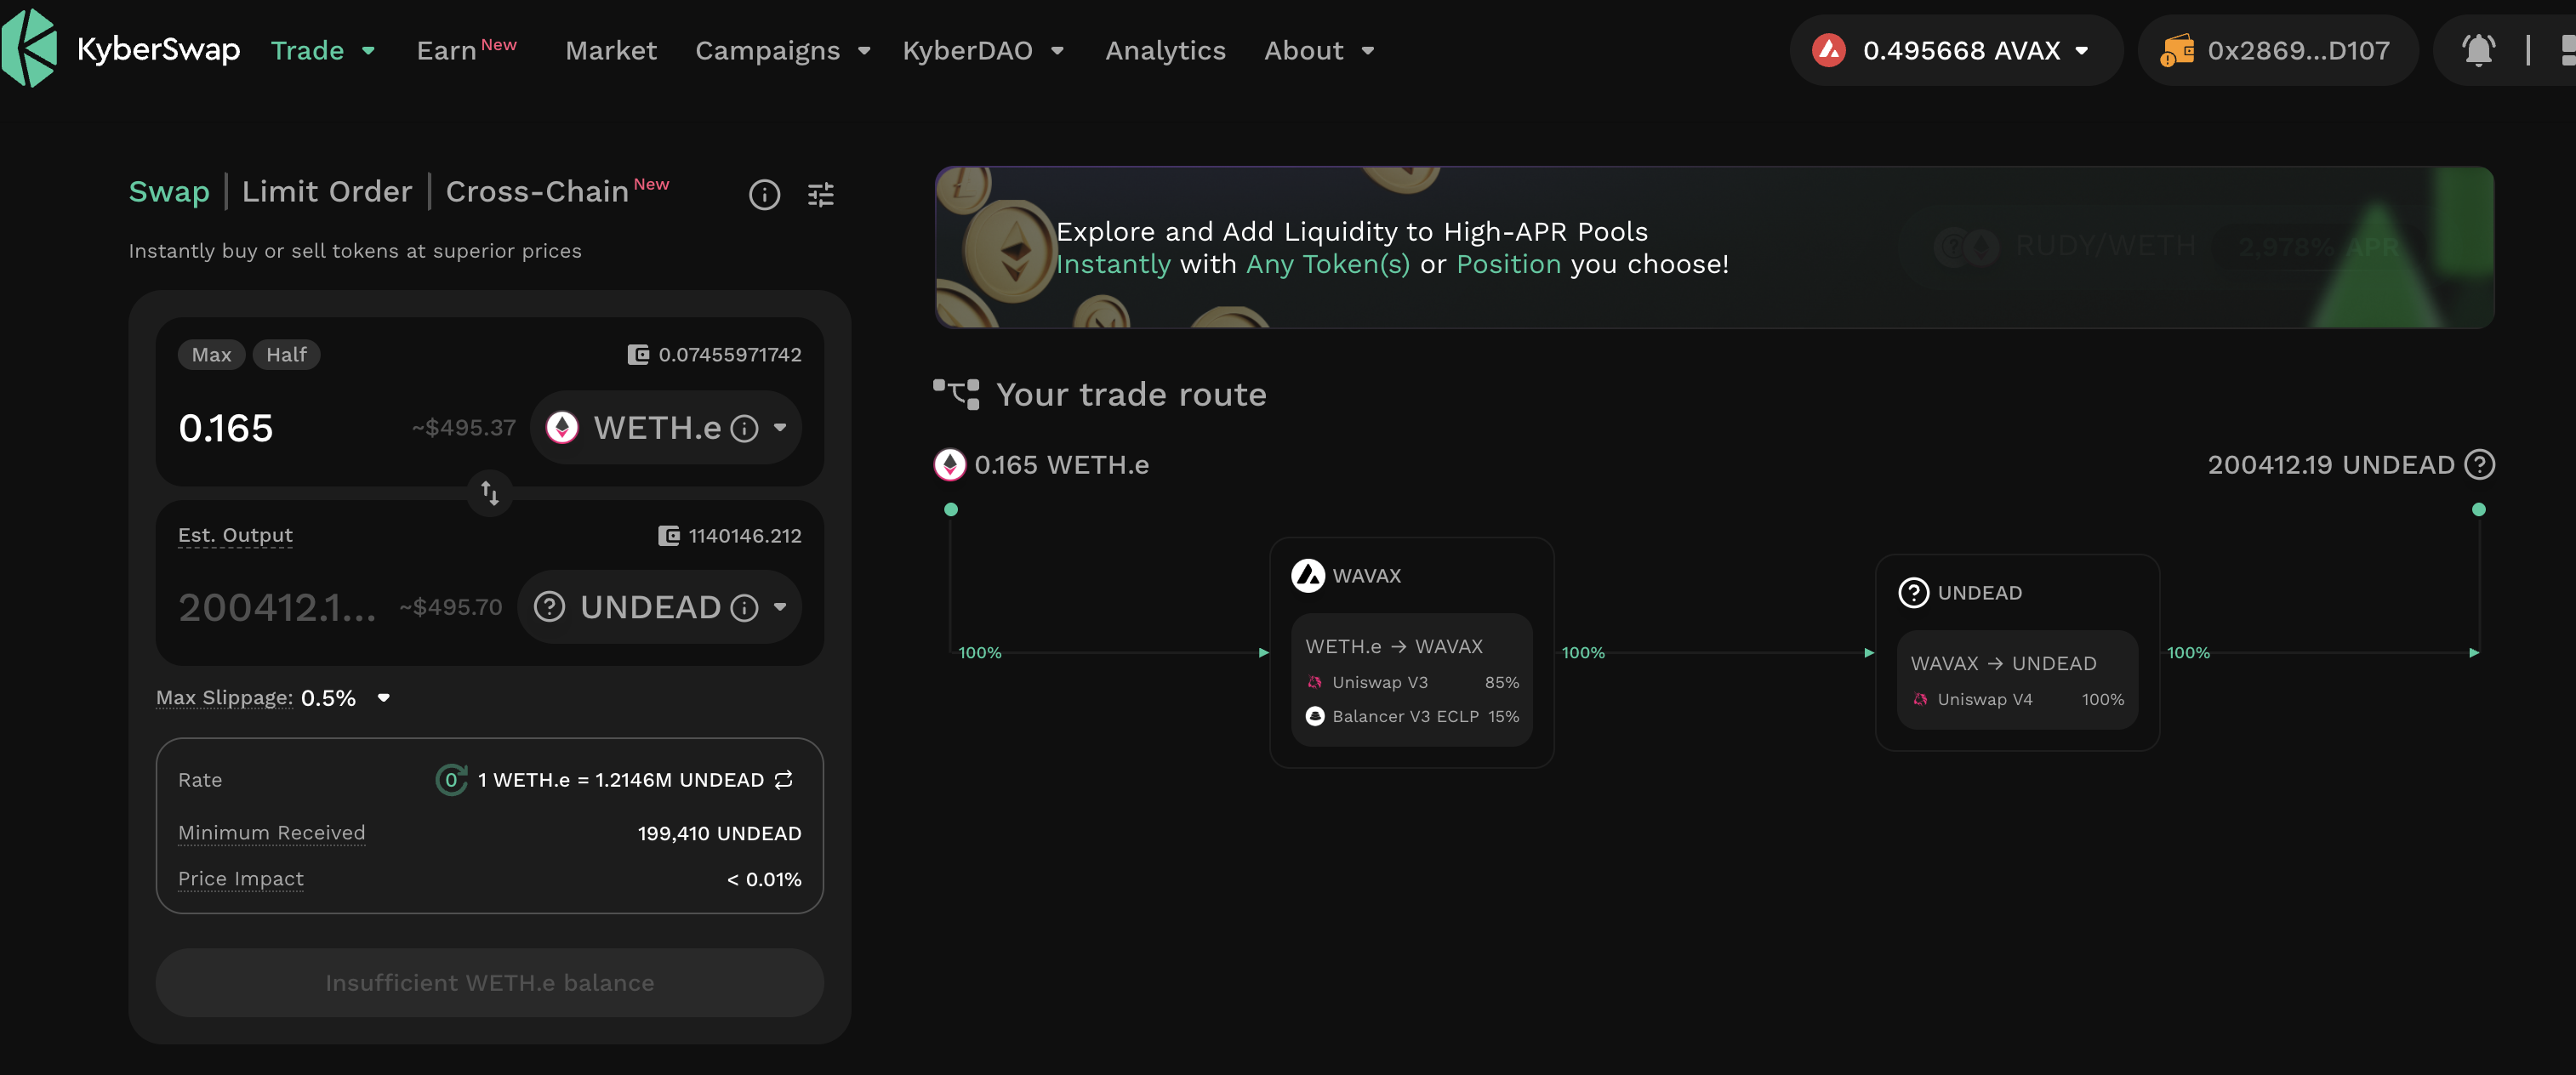 KyberSwap Trade Earn New Market Campaigns KyberDAO Analytics About 0.495668 AVAX 0x2869...D107
Swap | Limit Order | Cross-Chain New
Instantly buy or sell tokens at superior prices
Max Half 0.07455971742
0.165 ~$495.37 WETH.e
Est. Output 1140146.212
200412.1... ~$495.70 UNDEAD
Max Slippage: 0.5%
Rate 0 1 WETH.e = 1.2146M UNDEAD
Minimum Received 199,410 UNDEAD
Price Impact < 0.01%
Insufficient WETH.e balance
Explore and Add Liquidity to High-APR Pools
Instantly with Any Token(s) or Position you choose!
RUDY/WETH 2,978% APR
Your trade route
0.165 WETH.e 200412.19 UNDEAD
100%
WAVAX
WETH.e → WAVAX
Uniswap V3 85%
Balancer V3 ECLP 15%
100%
UNDEAD
WAVAX → UNDEAD
Uniswap V4 100%
100%